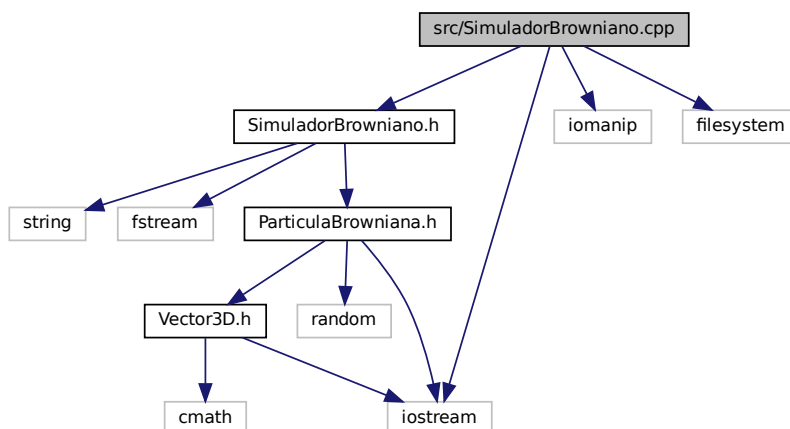 src/SimuladorBrowniano.cpp
SimuladorBrowniano.h
iomanip
filesystem
string
fstream
ParticulaBrowniana.h
Vector3D.h
random
cmath
iostream